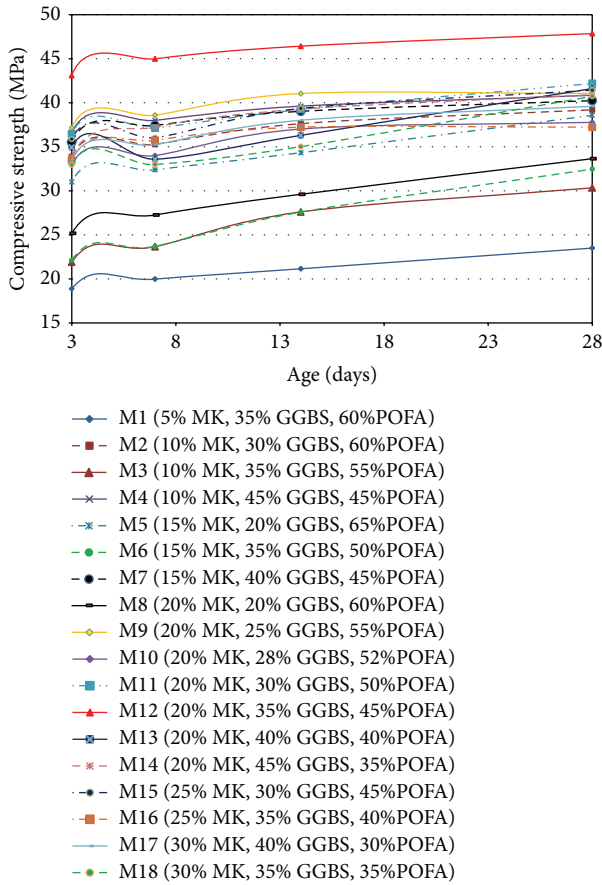 50
45
40
35
30
25
20
15
Compressive strength (MPa)
3 8 13 18 23 28
Age (days)
M1 (5% MK, 35% GGBS, 60%POFA)
M2 (10% MK, 30% GGBS, 60%POFA)
M3 (10% MK, 35% GGBS, 55%POFA)
M4 (10% MK, 45% GGBS, 45%POFA)
M5 (15% MK, 20% GGBS, 65%POFA)
M6 (15% MK, 35% GGBS, 50%POFA)
M7 (15% MK, 40% GGBS, 45%POFA)
M8 (20% MK, 20% GGBS, 60%POFA)
M9 (20% MK, 25% GGBS, 55%POFA)
M10 (20% MK, 28% GGBS, 52%POFA)
M11 (20% MK, 30% GGBS, 50%POFA)
M12 (20% MK, 35% GGBS, 45%POFA)
M13 (20% MK, 40% GGBS, 40%POFA)
M14 (20% MK, 45% GGBS, 35%POFA)
M15 (25% MK, 30% GGBS, 45%POFA)
M16 (25% MK, 35% GGBS, 40%POFA)
M17 (30% MK, 40% GGBS, 30%POFA)
M18 (30% MK, 35% GGBS, 35%POFA)